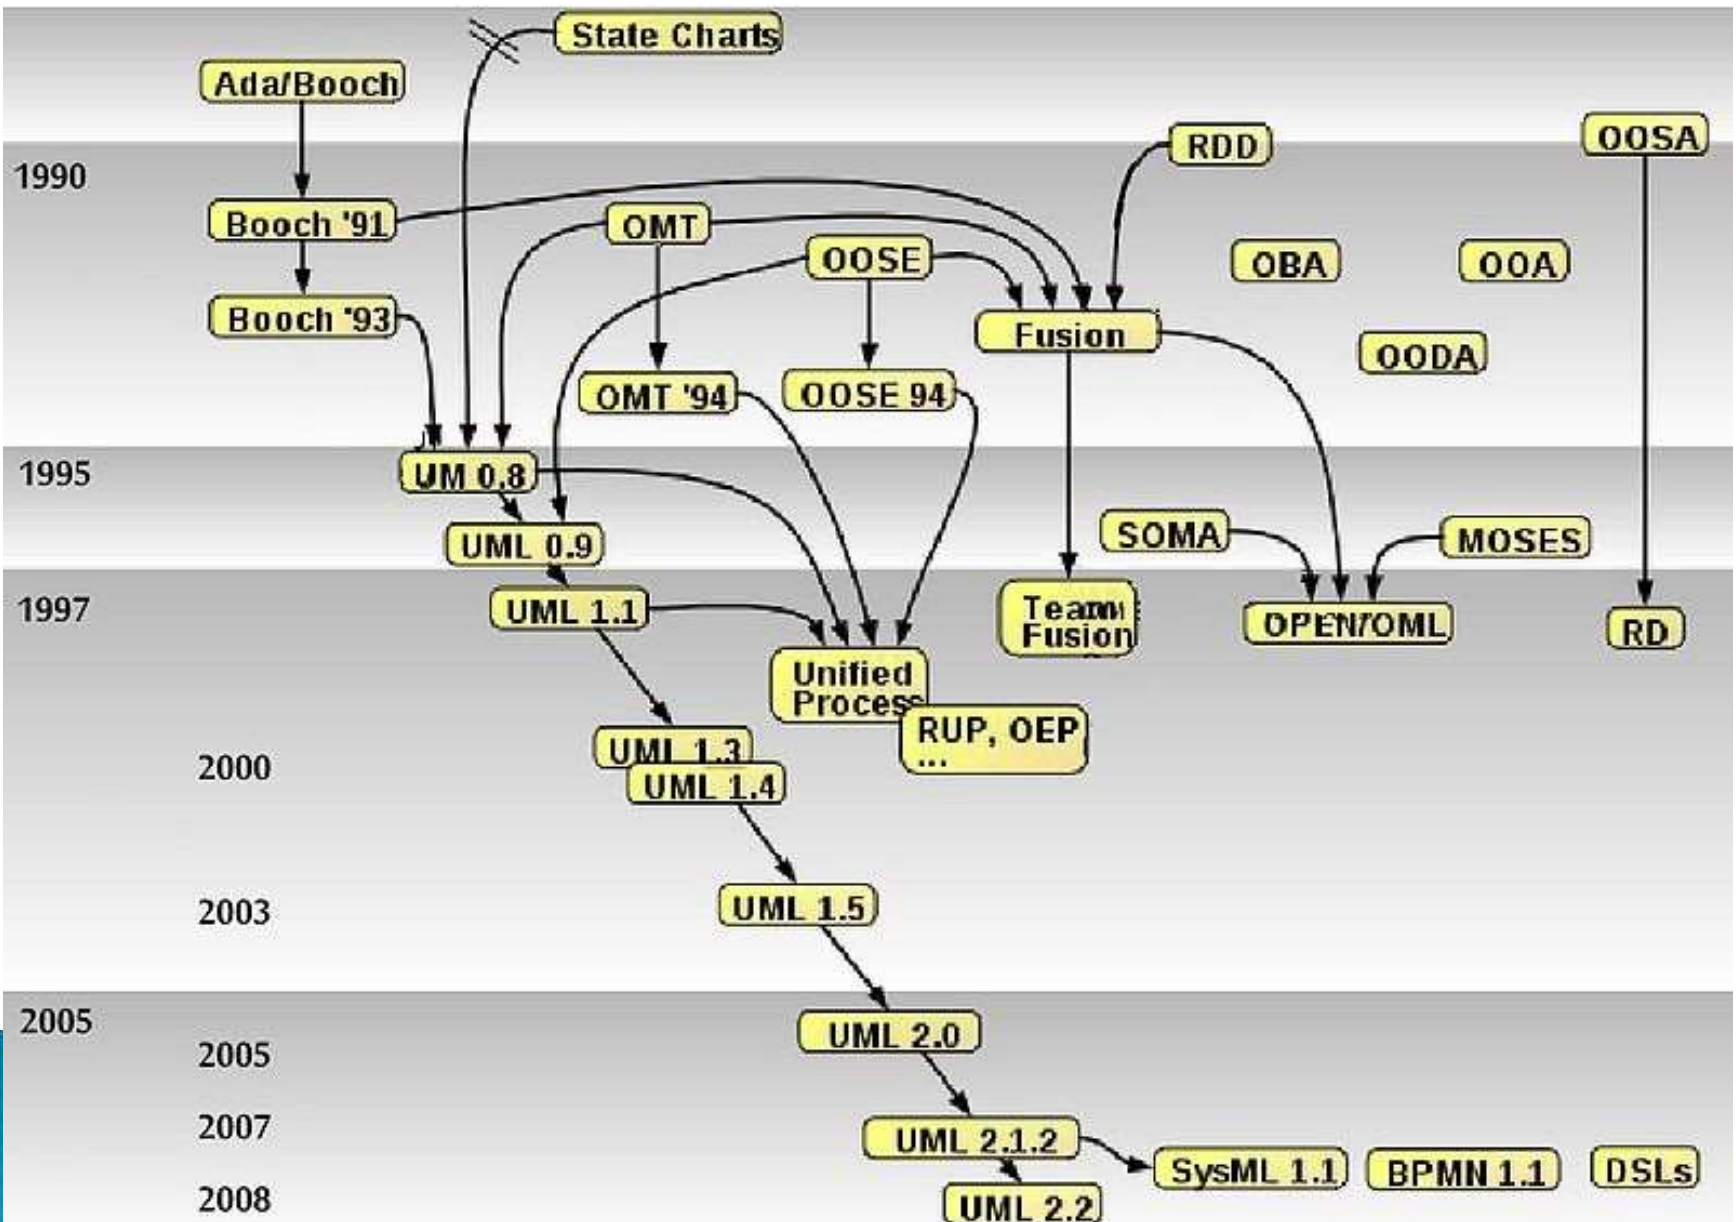 State Charts
Ada/Booch
RDD
OOSA
1990
Booch '91
OMT
OOSE
OBA
OOA
Booch '93
Fusion
OODA
OMT '94
OOSE 94
1995
UM 0.8
SOMA
MOSES
UML 0.9
1997
UML 1.1
Team
Fusion
OPEN/OML
RD
Unified
Process
RUP, OEP
...
UML 1.3
2000
UML 1.4
2003
UML 1.5
2005
UML 2.0
2005
2007
UML 2.1.2
SysML 1.1
BPMN 1.1
DSLs
2008
UML 2.2